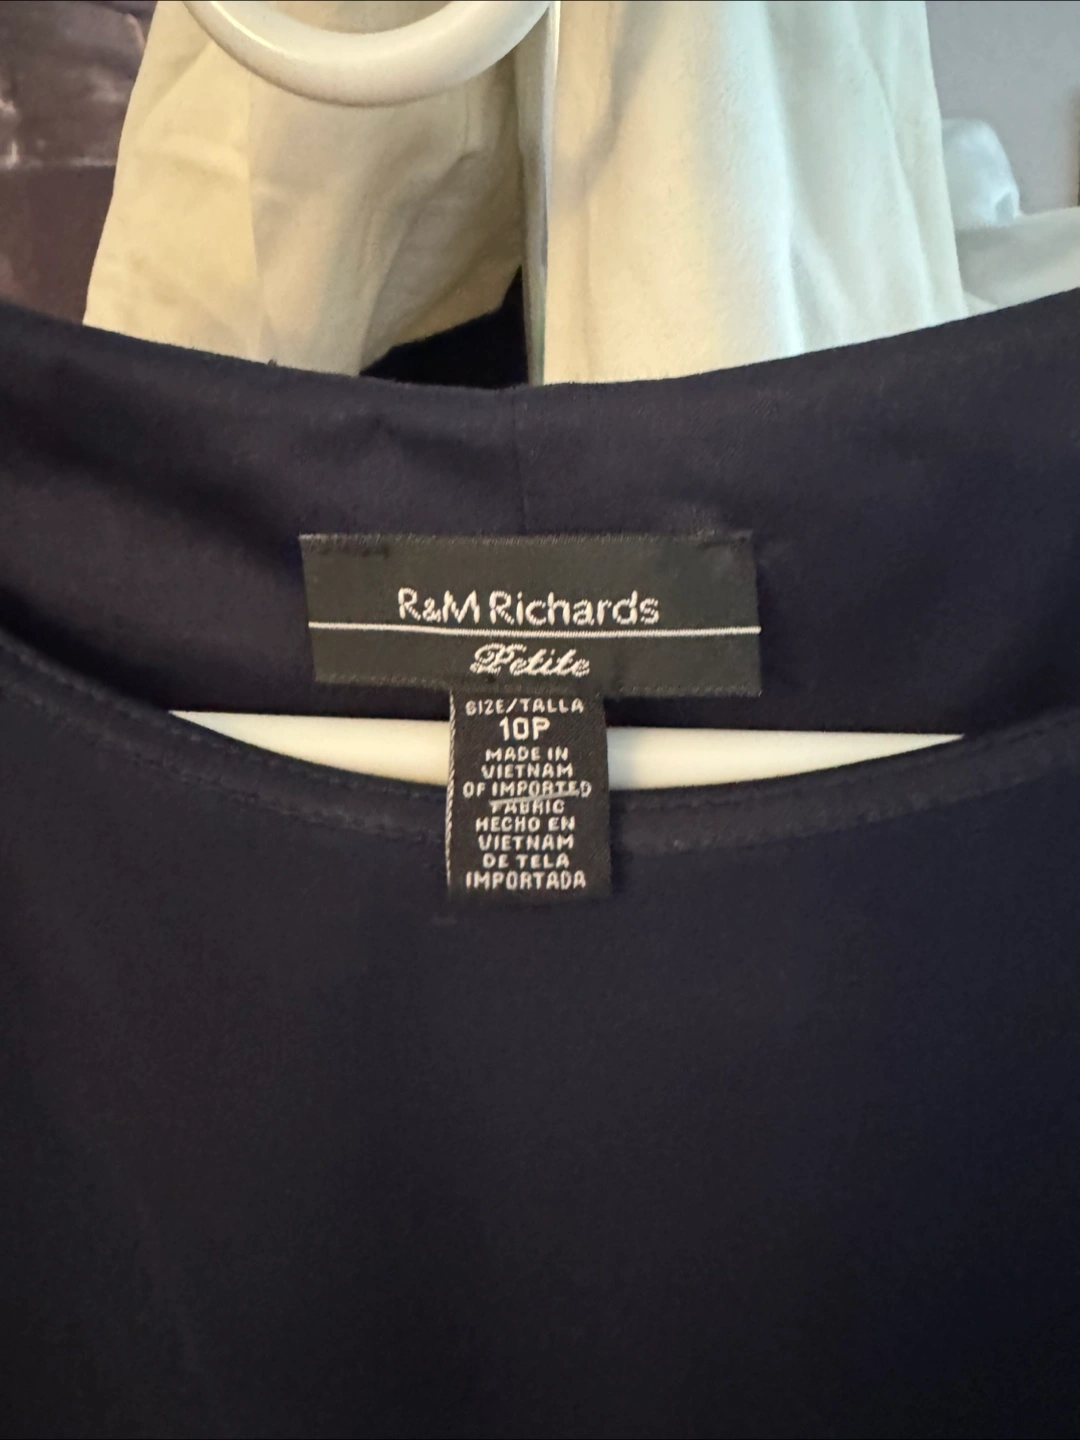 R&M Richards
Petite
SIZE/TALLA
10P
MADE IN
VIETNAM
OF IMPORTED
FABRIC
HECHO EN
VIETNAM
DE TELA
IMPORTADA